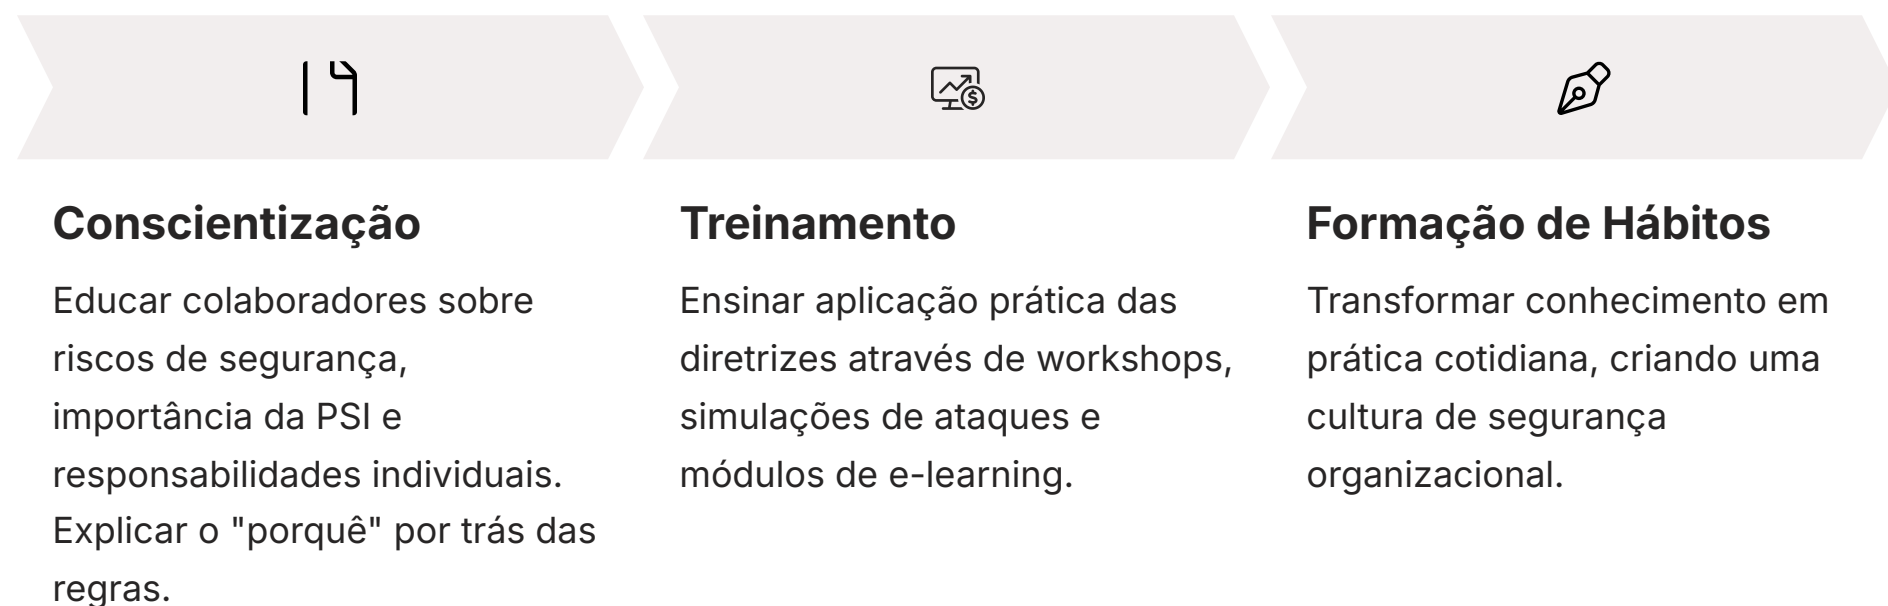 Conscientização
Educar colaboradores sobre
riscos de segurança,
importância da PSI e
responsabilidades individuais.
Explicar o "porquê" por trás das
regras.
Treinamento
Ensinar aplicação prática das
diretrizes através de workshops,
simulações de ataques e
módulos de e-learning.
Formação de Hábitos
Transformar conhecimento em
prática cotidiana, criando uma
cultura de segurança
organizacional.